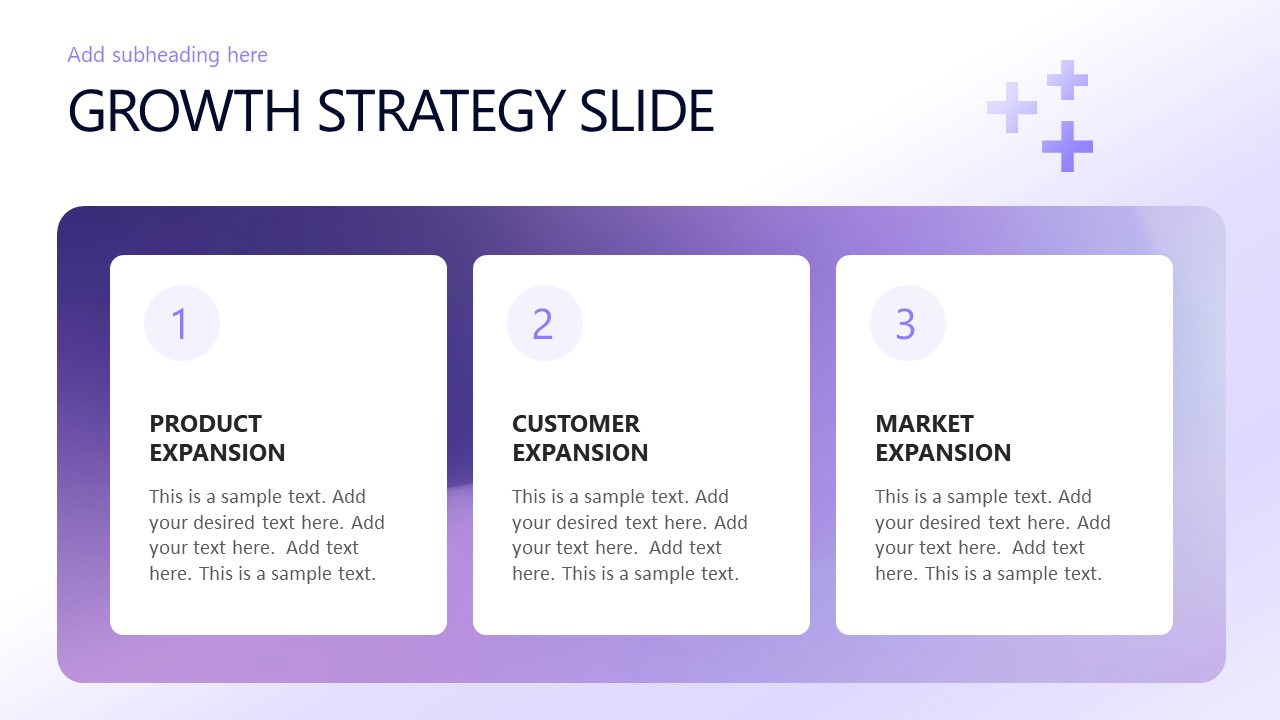 Add subheading here
GROWTH STRATEGY SLIDE
1
PRODUCT
EXPANSION
This is a sample text. Add
your desired text here. Add
your text here.  Add text
here. This is a sample text.
2
CUSTOMER
EXPANSION
This is a sample text. Add
your desired text here. Add
your text here.  Add text
here. This is a sample text.
3
MARKET
EXPANSION
This is a sample text. Add
your desired text here. Add
your text here.  Add text
here. This is a sample text.